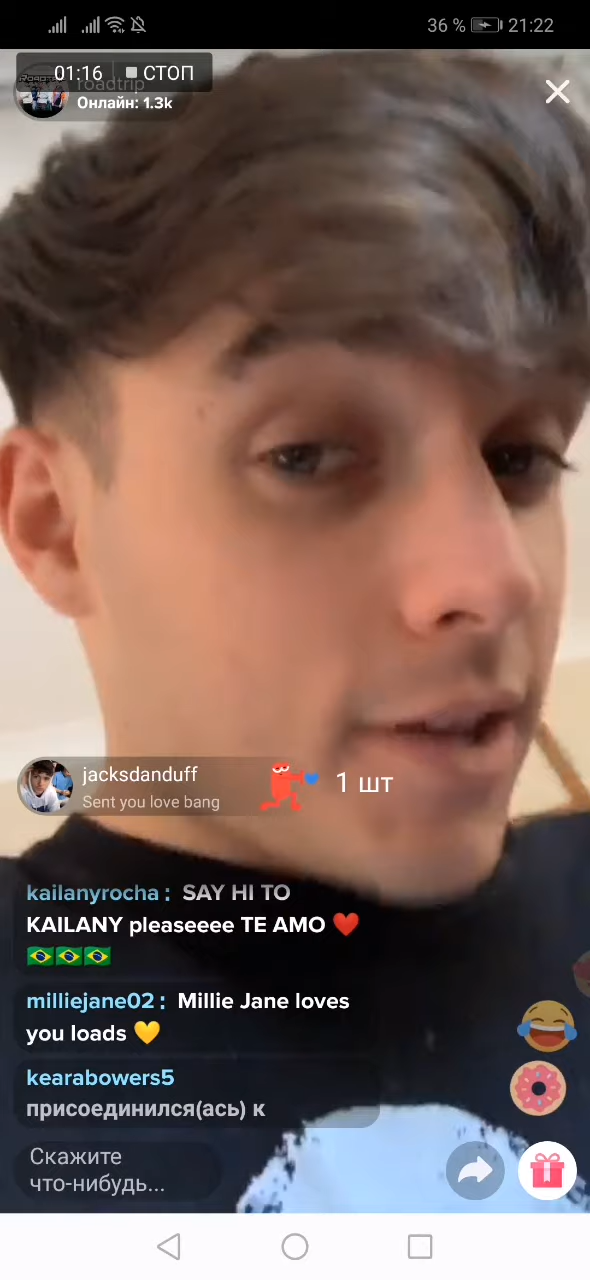 36 % 21:22
01:16 СТОП
roadtrip
Онлайн: 1.3k
jacksdanduff
Sent you love bang
1 шт
kailanyrocha : SAY HI TO
KAILANY pleaseeee TE AMO ❤️
🇧🇷🇧🇷🇧🇷
milliejane02 : Millie Jane loves
you loads 💛
kearabowers5
присоединился(ась) к
Скажите
что-нибудь...